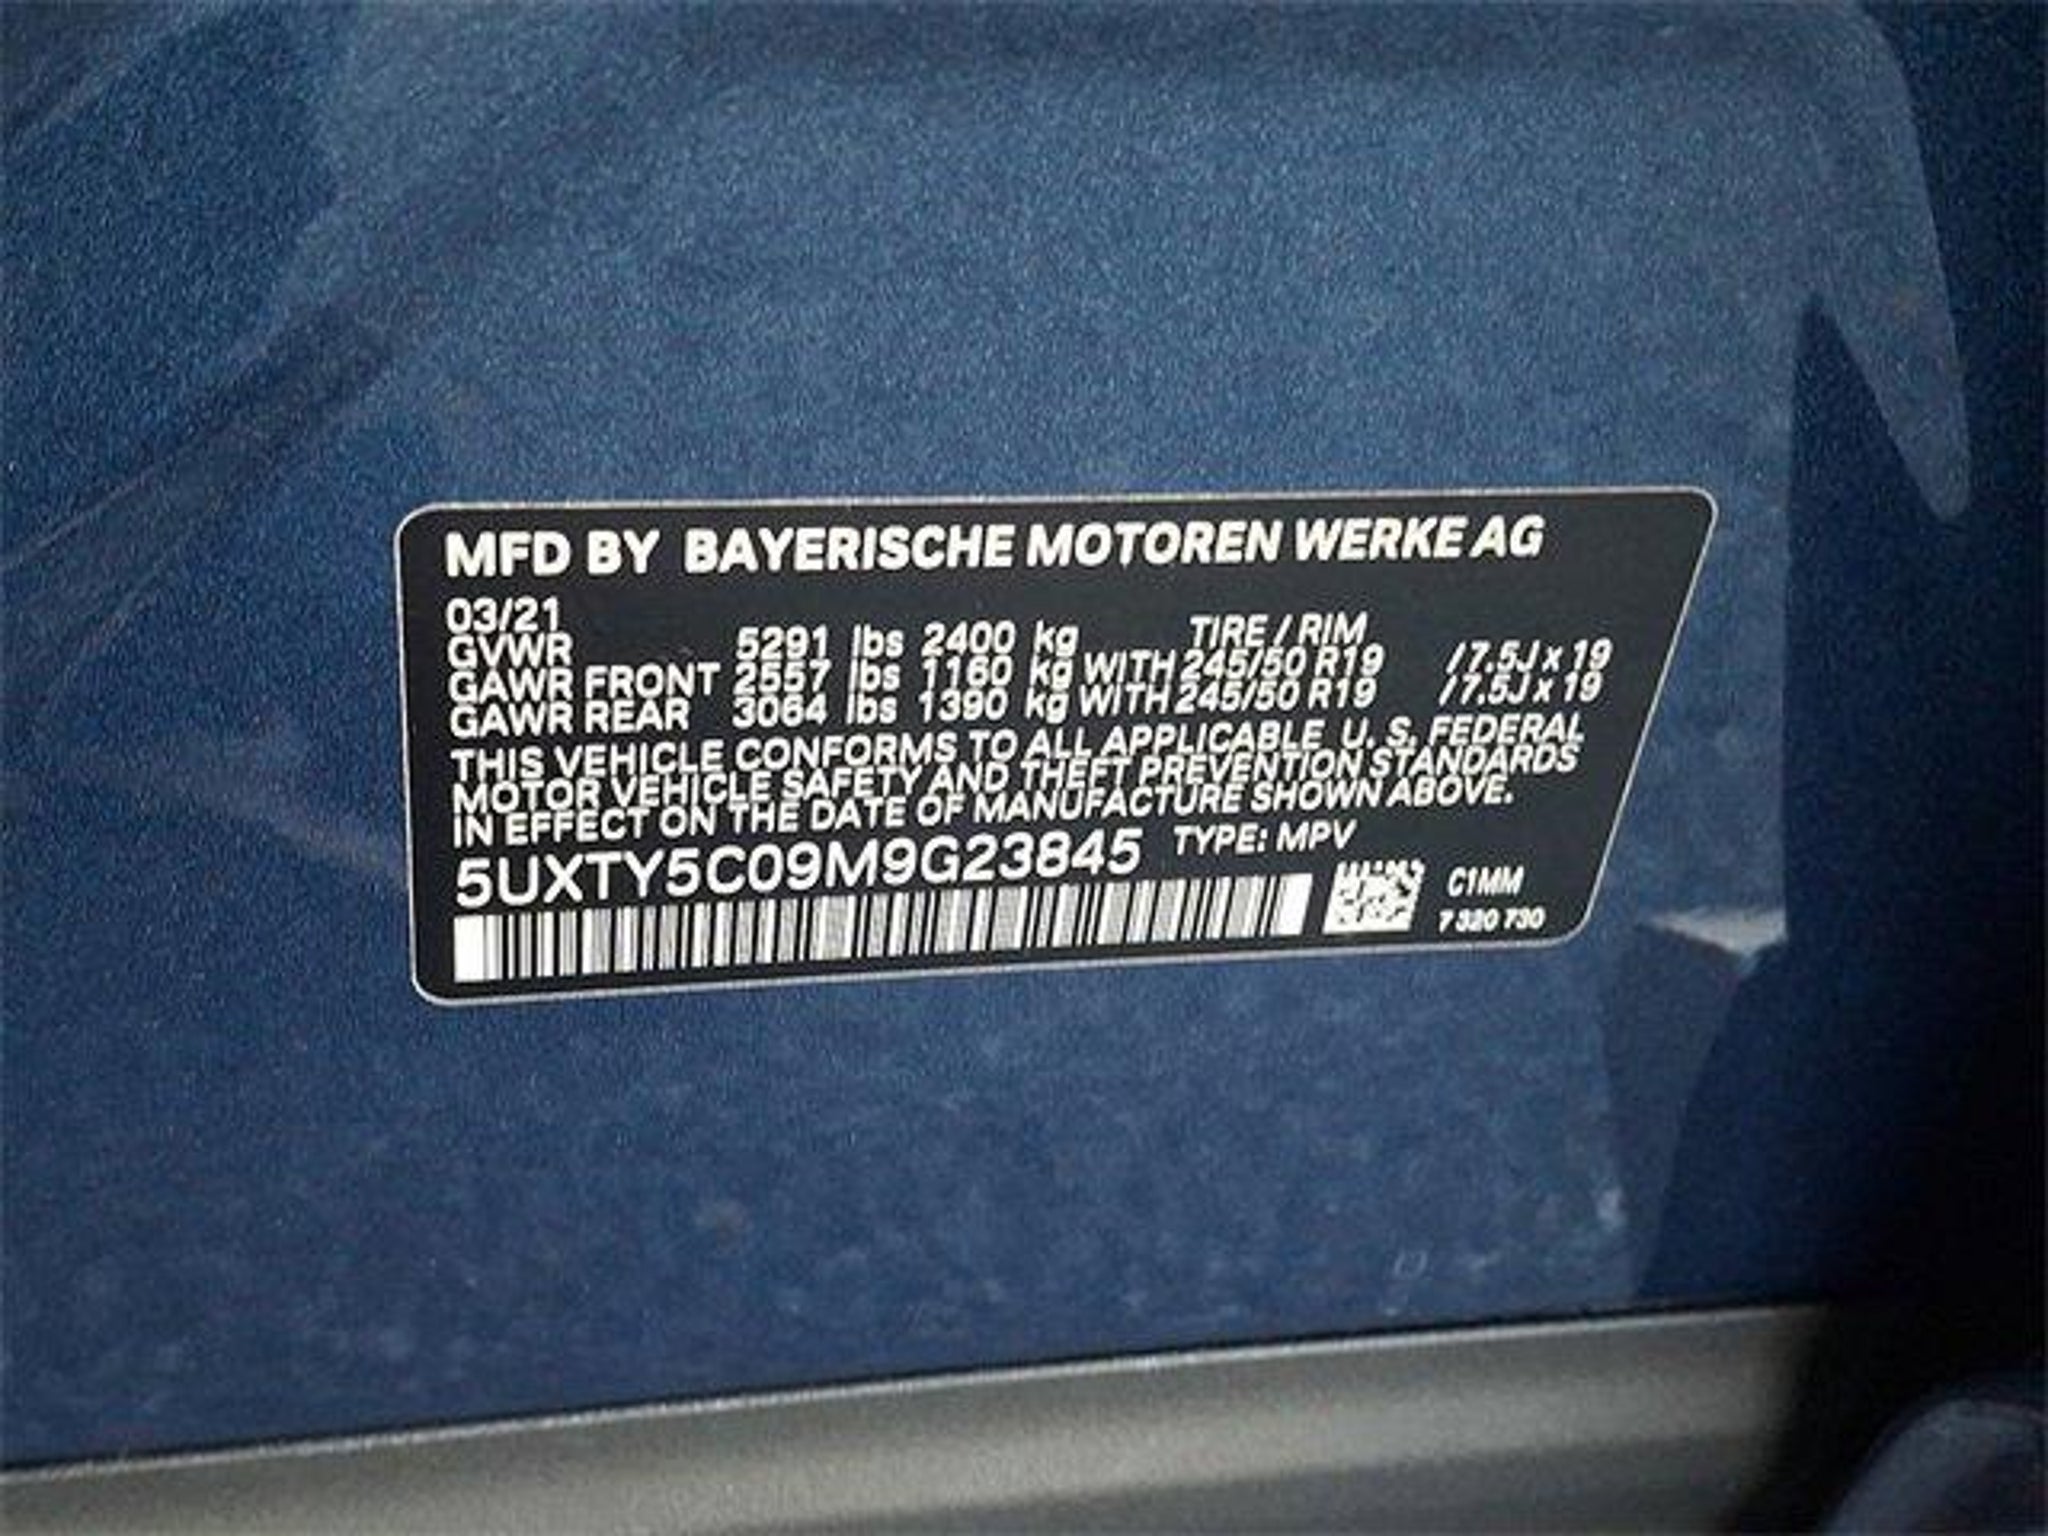 MFD BY BAYERISCHE MOTOREN WERKE AG
03/21 TIRE / RIM
GVWR 5291 lbs 2400 kg
GAWR FRONT 2557 lbs 1160 kg WITH 245/50 R19 / 7.5J x 19
GAWR REAR 3064 lbs 1390 kg WITH 245/50 R19 / 7.5J x 19
THIS VEHICLE CONFORMS TO ALL APPLICABLE U. S. FEDERAL
MOTOR VEHICLE SAFETY AND THEFT PREVENTION STANDARDS
IN EFFECT ON THE DATE OF MANUFACTURE SHOWN ABOVE.
5UXTY5C09M9G23845 TYPE: MPV
C1MM
7 320 730